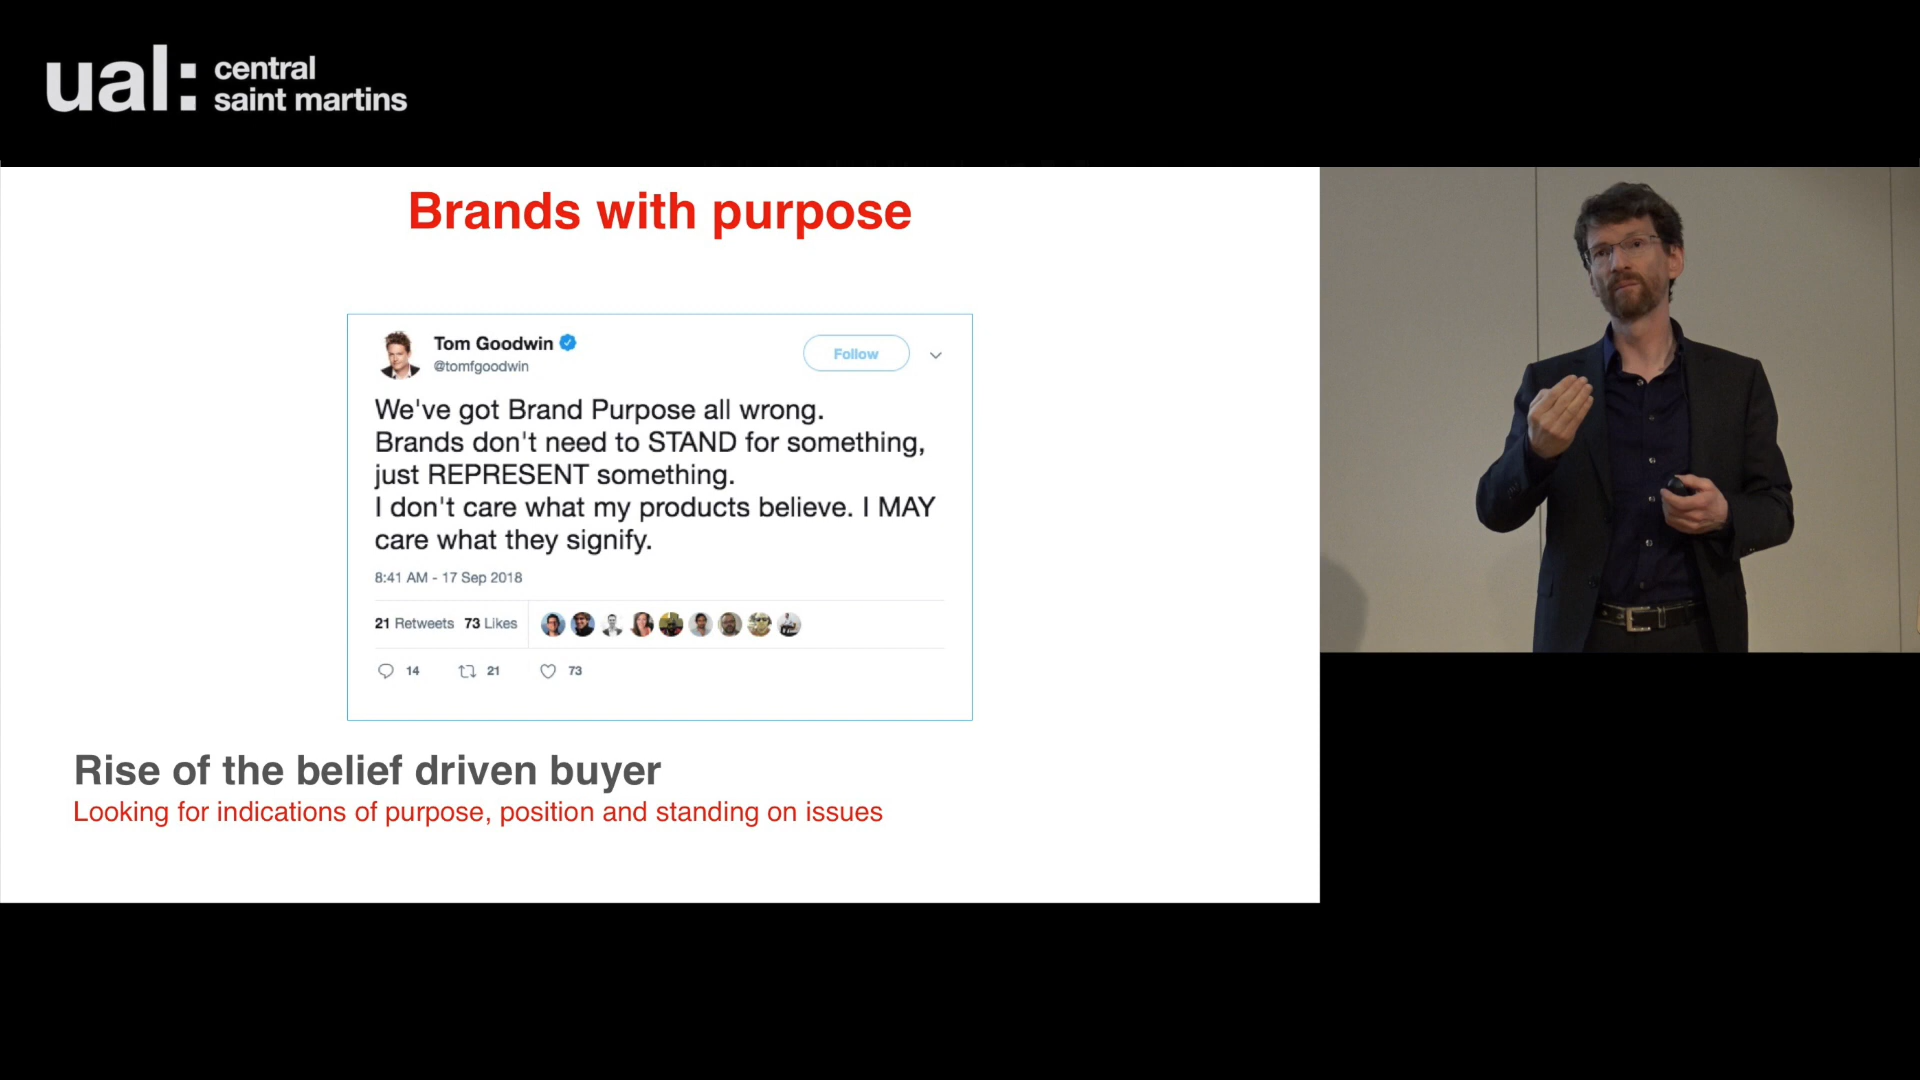 ual:
central
saint martins
Brands with purpose
Tom Goodwin
@tomfgoodwin
Follow
We've got Brand Purpose all wrong.
Brands don't need to STAND for something,
just REPRESENT something.
I don't care what my products believe. I MAY
care what they signify.
8:41 AM - 17 Sep 2018
21 Retweets 73 Likes
14 21 73
Rise of the belief driven buyer
Looking for indications of purpose, position and standing on issues